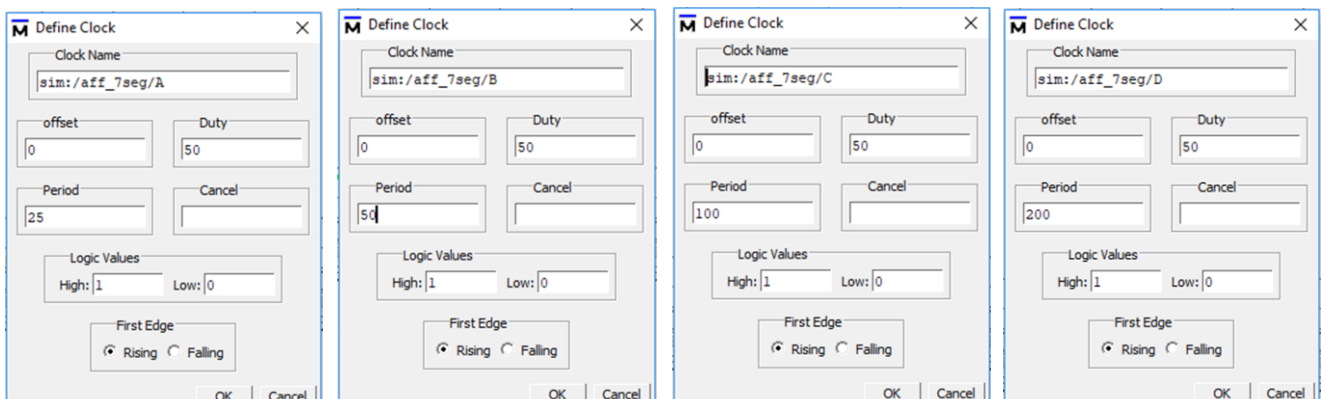 Define Clock
Clock Name
sim:/aff_7seg/A
offset
Duty
0
50
Period
Cancel
25
Logic Values
High: 1 Low: 0
First Edge
Rising Falling
OK Cancel
Define Clock
Clock Name
sim:/aff_7seg/B
offset
Duty
0
50
Period
Cancel
50
Logic Values
High: 1 Low: 0
First Edge
Rising Falling
OK Cancel
Define Clock
Clock Name
sim:/aff_7seg/C
offset
Duty
0
50
Period
Cancel
100
Logic Values
High: 1 Low: 0
First Edge
Rising Falling
OK Cancel
Define Clock
Clock Name
sim:/aff_7seg/D
offset
Duty
0
50
Period
Cancel
200
Logic Values
High: 1 Low: 0
First Edge
Rising Falling
OK Cancel